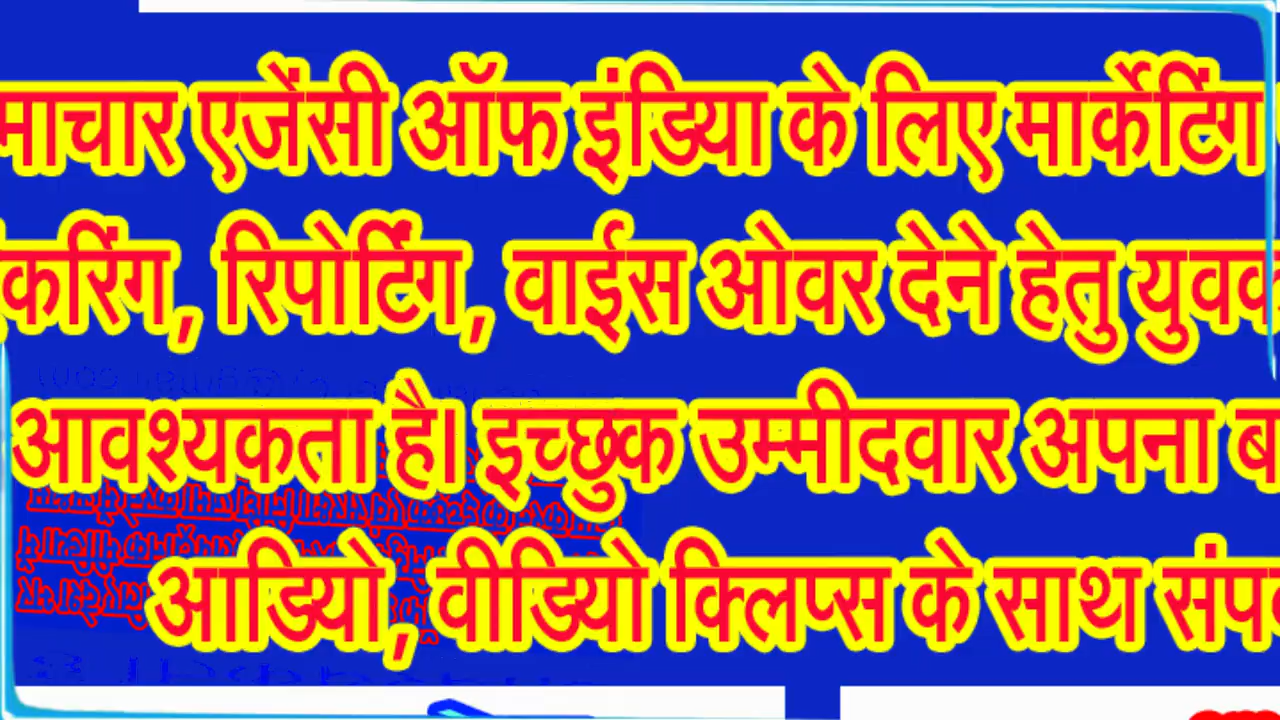 माचार एजेंसी ऑफ इंडिया के लिए मार्केटिंग
करिंग, रिपोर्टिंग, वाईस ओवर देने हेतु युवक
आवश्यकता है। इच्छुक उम्मीदवार अपना ब
आडियो, वीडियो क्लिप्स के साथ संप